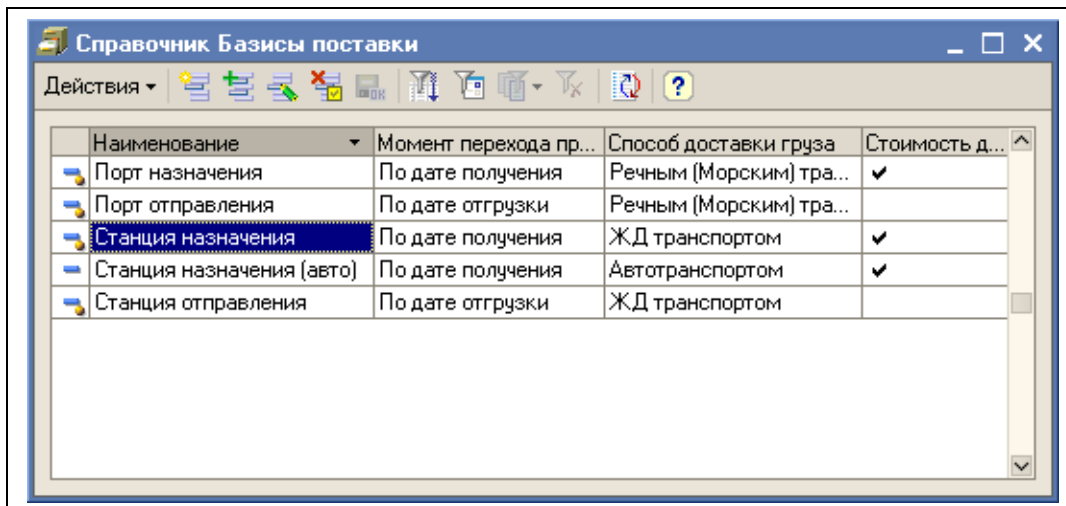 Справочник Базисы поставки
Действия
Наименование Момент перехода пр... Способ доставки груза Стоимость д...
Порт назначения По дате получения Речным (Морским) тра...
Порт отправления По дате отгрузки Речным (Морским) тра...
Станция назначения По дате получения ЖД транспортом
Станция назначения (авто) По дате получения Автотранспортом
Станция отправления По дате отгрузки ЖД транспортом